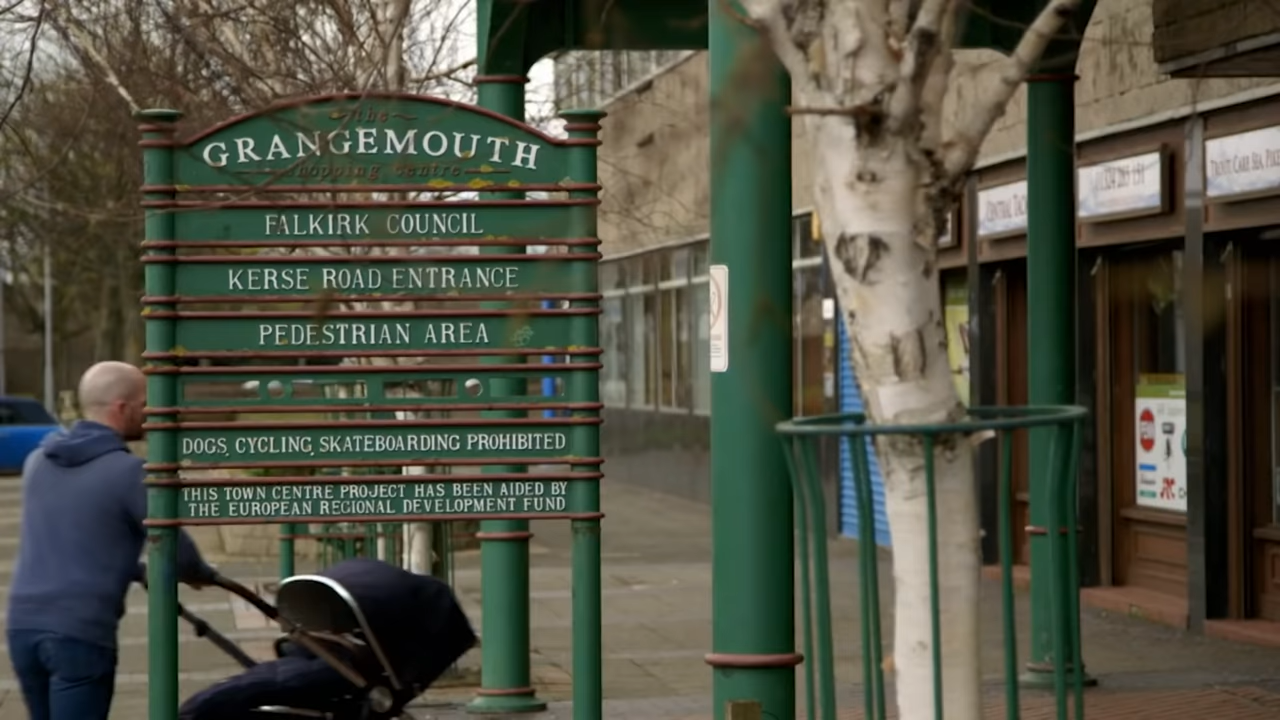 the
GRANGEMOUTH
shopping centre
FALKIRK COUNCIL
KERSE ROAD ENTRANCE
PEDESTRIAN AREA
DOGS, CYCLING, SKATEBOARDING PROHIBITED
THIS TOWN CENTRE PROJECT HAS BEEN AIDED BY
THE EUROPEAN REGIONAL DEVELOPMENT FUND
CENTRAL